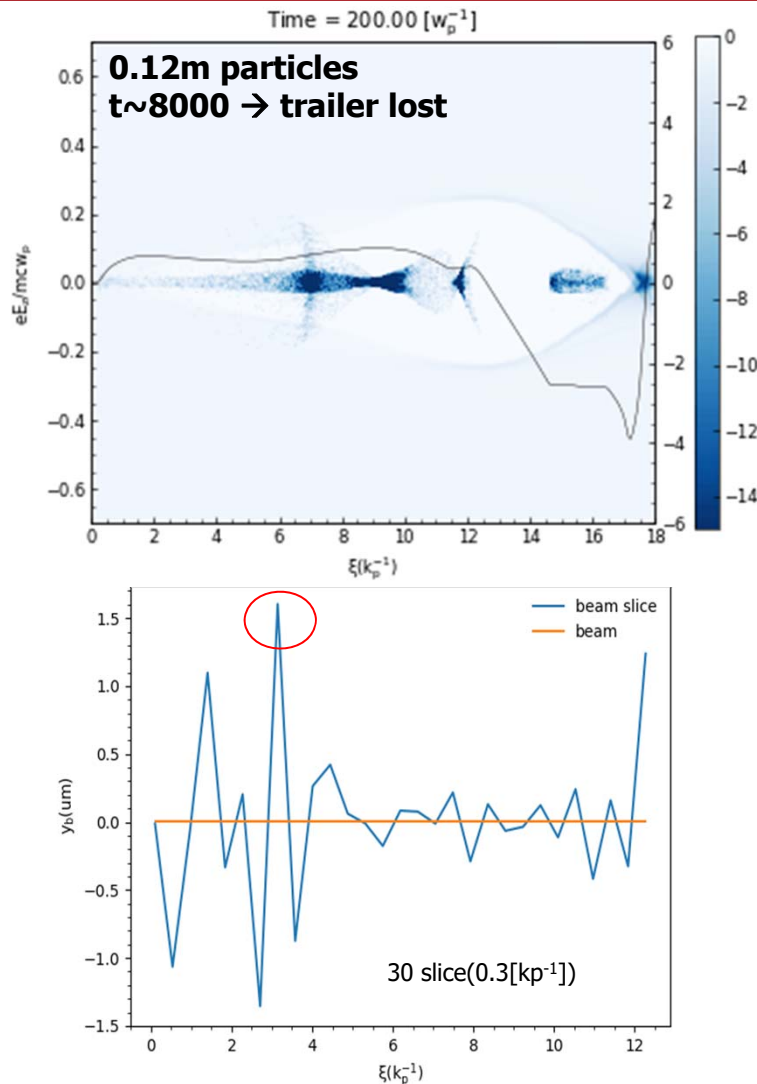 Time = 200.00 [w_p^-1]
0.12m particles
t~8000 → trailer lost
eE_z/mcw_p
0.6
0.4
0.2
0.0
−0.2
−0.4
−0.6
6
4
2
0
−2
−4
−6
0
−2
−4
−6
−8
−10
−12
−14
0 2 4 6 8 10 12 14 16 18
ξ(k_p^-1)
beam slice
beam
y_b(um)
1.5
1.0
0.5
0.0
−0.5
−1.0
−1.5
30 slice(0.3[kp^-1])
0 2 4 6 8 10 12
ξ(k_p^-1)